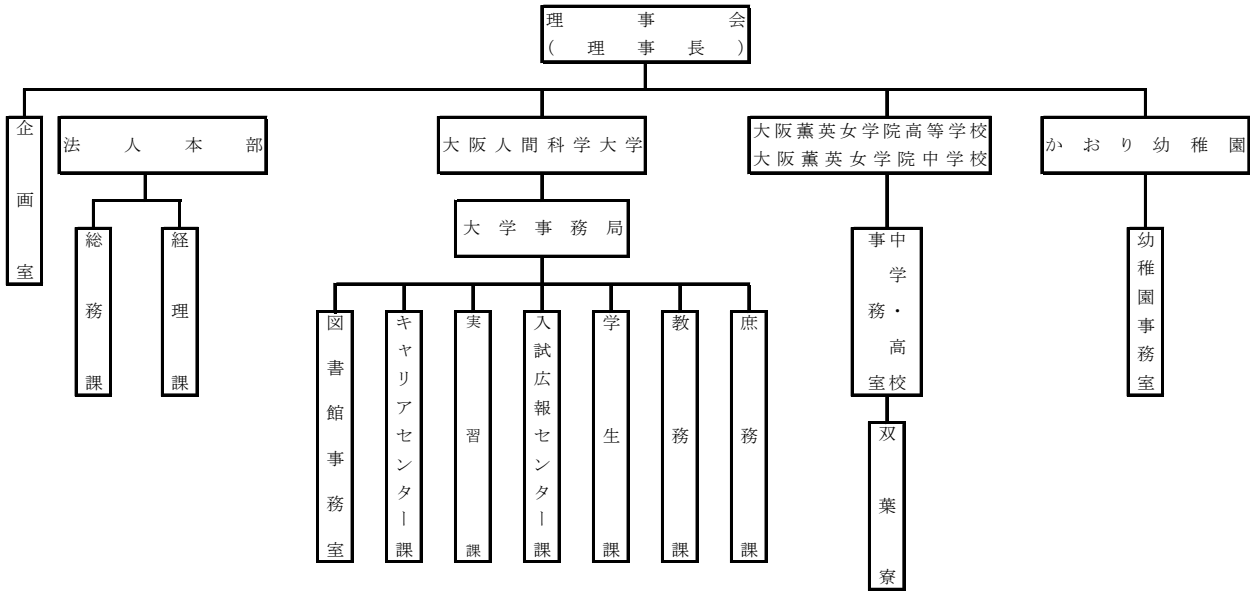 理事会
(理事長)
企画室
法人本部
大阪人間科学大学
大阪薫英女学院高等学校
大阪薫英女学院中学校
かおり幼稚園
総務課
経理課
大学事務局
中学・高校
事務室
幼稚園事務室
図書館事務室
キャリアセンター課
実習課
入試広報センター課
学生課
教務課
庶務課
双葉寮